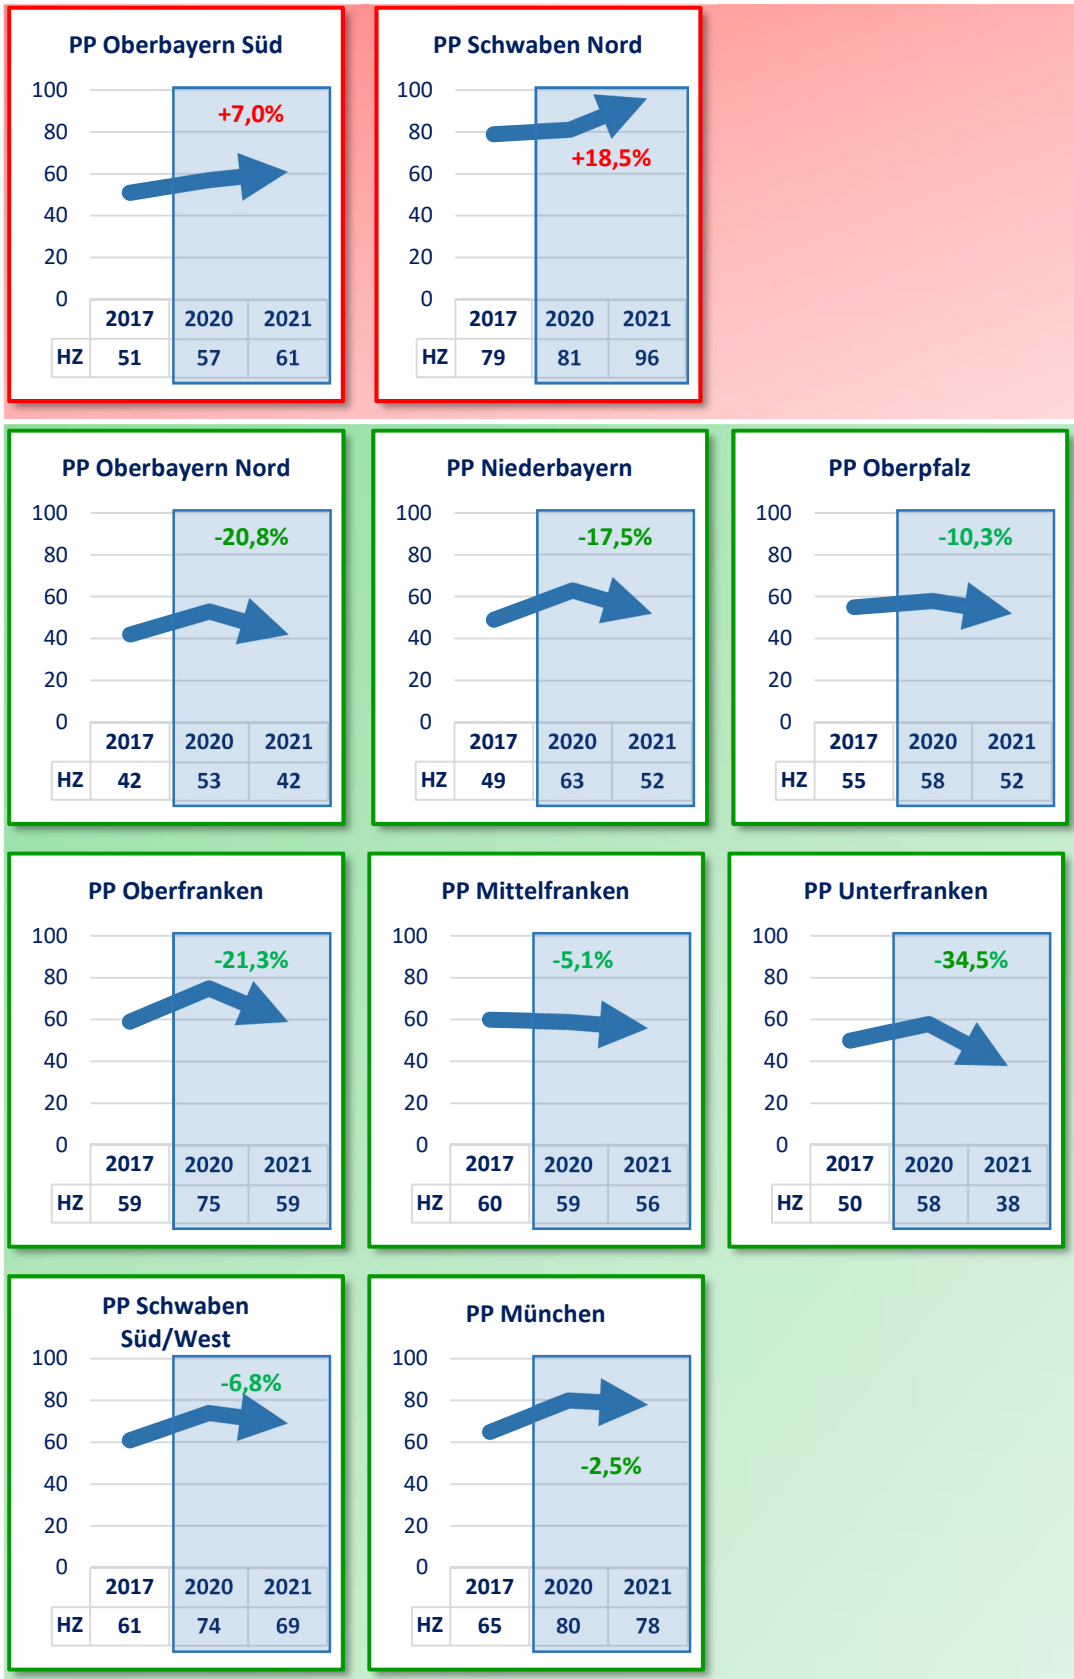 PP Oberbayern Süd
100
80
60
40
20
0
+7,0%
2017 2020 2021
HZ 51 57 61
PP Schwaben Nord
100
80
60
40
20
0
+18,5%
2017 2020 2021
HZ 79 81 96
PP Oberbayern Nord
100
80
60
40
20
0
-20,8%
2017 2020 2021
HZ 42 53 42
PP Niederbayern
100
80
60
40
20
0
-17,5%
2017 2020 2021
HZ 49 63 52
PP Oberpfalz
100
80
60
40
20
0
-10,3%
2017 2020 2021
HZ 55 58 52
PP Oberfranken
100
80
60
40
20
0
-21,3%
2017 2020 2021
HZ 59 75 59
PP Mittelfranken
100
80
60
40
20
0
-5,1%
2017 2020 2021
HZ 60 59 56
PP Unterfranken
100
80
60
40
20
0
-34,5%
2017 2020 2021
HZ 50 58 38
PP Schwaben
Süd/West
100
80
60
40
20
0
-6,8%
2017 2020 2021
HZ 61 74 69
PP München
100
80
60
40
20
0
-2,5%
2017 2020 2021
HZ 65 80 78